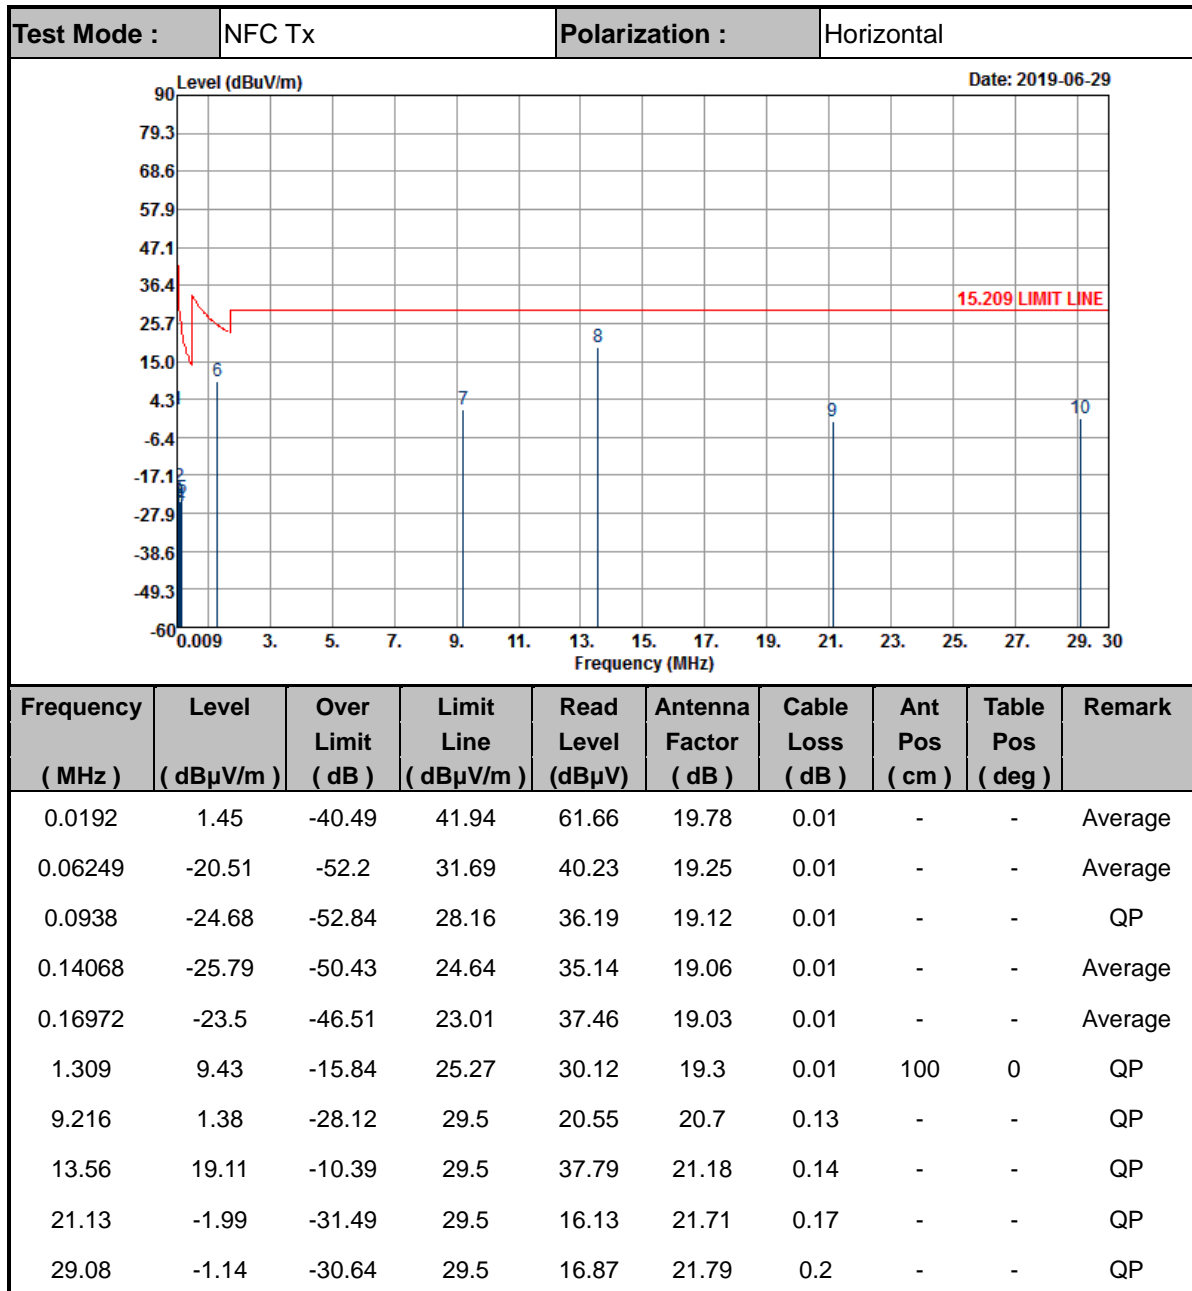 Test Mode : NFC Tx Polarization : Horizontal
Level (dBuV/m) Date: 2019-06-29
90
79.3
68.6
57.9
47.1
36.4
15.209 LIMIT LINE
25.7
8
15.0
6
4.3
7
9
10
-6.4
-17.1
2
5
-27.9
-38.6
-49.3
-60
0.009 3. 5. 7. 9. 11. 13. 15. 17. 19. 21. 23. 25. 27. 29. 30
Frequency (MHz)
Frequency Level Over Limit Read Antenna Cable Ant Table Remark
Limit Line Level Factor Loss Pos Pos
( MHz ) ( dBµV/m ) ( dB ) ( dBµV/m ) (dBµV) ( dB ) ( dB ) ( cm ) ( deg )
0.0192 1.45 -40.49 41.94 61.66 19.78 0.01 - - Average
0.06249 -20.51 -52.2 31.69 40.23 19.25 0.01 - - Average
0.0938 -24.68 -52.84 28.16 36.19 19.12 0.01 - - QP
0.14068 -25.79 -50.43 24.64 35.14 19.06 0.01 - - Average
0.16972 -23.5 -46.51 23.01 37.46 19.03 0.01 - - Average
1.309 9.43 -15.84 25.27 30.12 19.3 0.01 100 0 QP
9.216 1.38 -28.12 29.5 20.55 20.7 0.13 - - QP
13.56 19.11 -10.39 29.5 37.79 21.18 0.14 - - QP
21.13 -1.99 -31.49 29.5 16.13 21.71 0.17 - - QP
29.08 -1.14 -30.64 29.5 16.87 21.79 0.2 - - QP